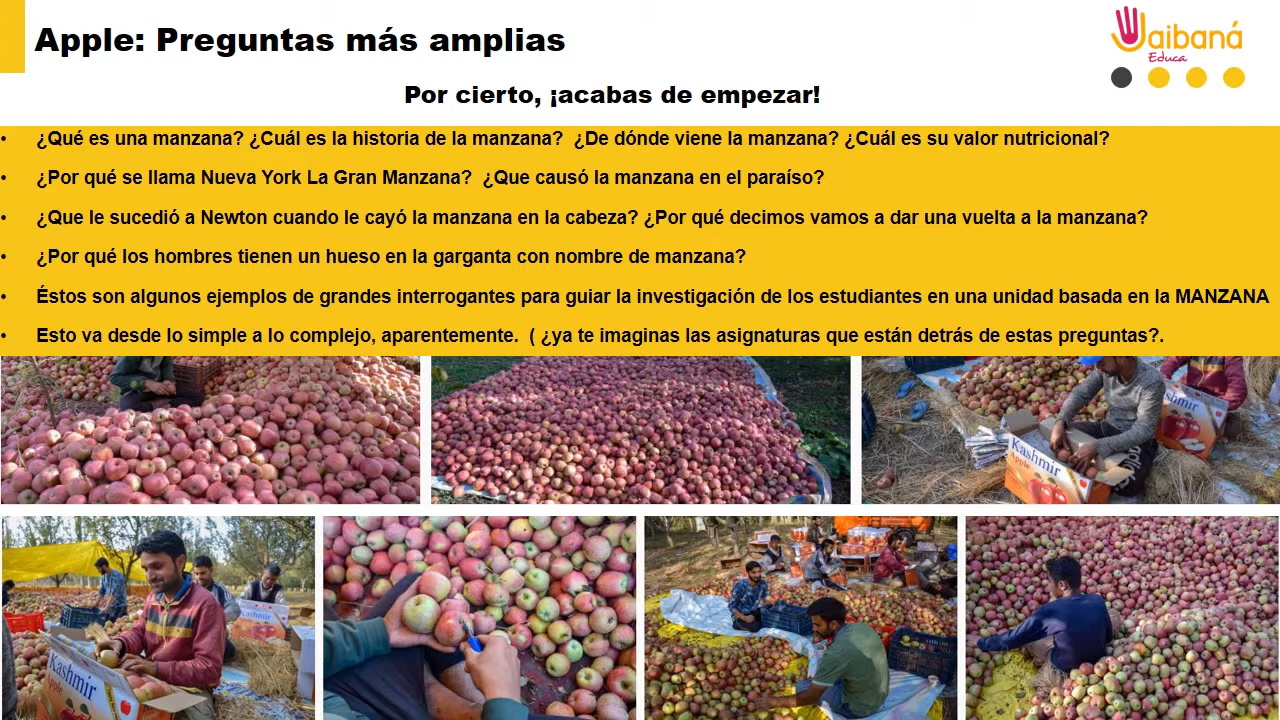 Apple: Preguntas más amplias
Jaibaná
Educa
Por cierto, ¡acabas de empezar!
• ¿Qué es una manzana? ¿Cuál es la historia de la manzana?  ¿De dónde viene la manzana? ¿Cuál es su valor nutricional?
• ¿Por qué se llama Nueva York La Gran Manzana?  ¿Que causó la manzana en el paraíso?
• ¿Que le sucedió a Newton cuando le cayó la manzana en la cabeza? ¿Por qué decimos vamos a dar una vuelta a la manzana?
• ¿Por qué los hombres tienen un hueso en la garganta con nombre de manzana?
• Éstos son algunos ejemplos de grandes interrogantes para guiar la investigación de los estudiantes en una unidad basada en la MANZANA
• Esto va desde lo simple a lo complejo, aparentemente.  ( ¿ya te imaginas las asignaturas que están detrás de estas preguntas?.
Kashmir
Apple
shmir
Kashmir
Apple
Kashmir